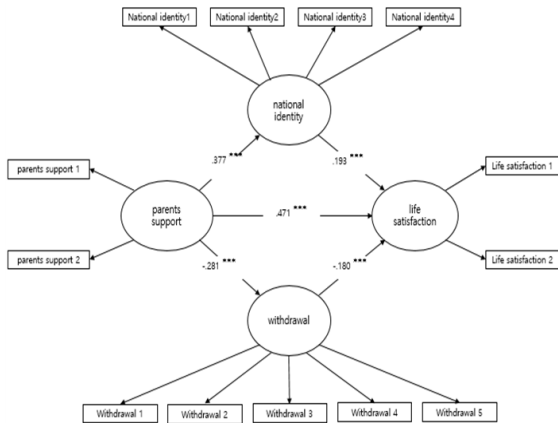 National identity1
National identity2
National identity3
National identity4
national
identity
.377 ***
.193 ***
parents support 1
Life satisfaction 1
parents
support
.471 ***
life
satisfaction
parents support 2
Life satisfaction 2
-.281 ***
-.180 ***
withdrawal
Withdrawal 1
Withdrawal 2
Withdrawal 3
Withdrawal 4
Withdrawal 5